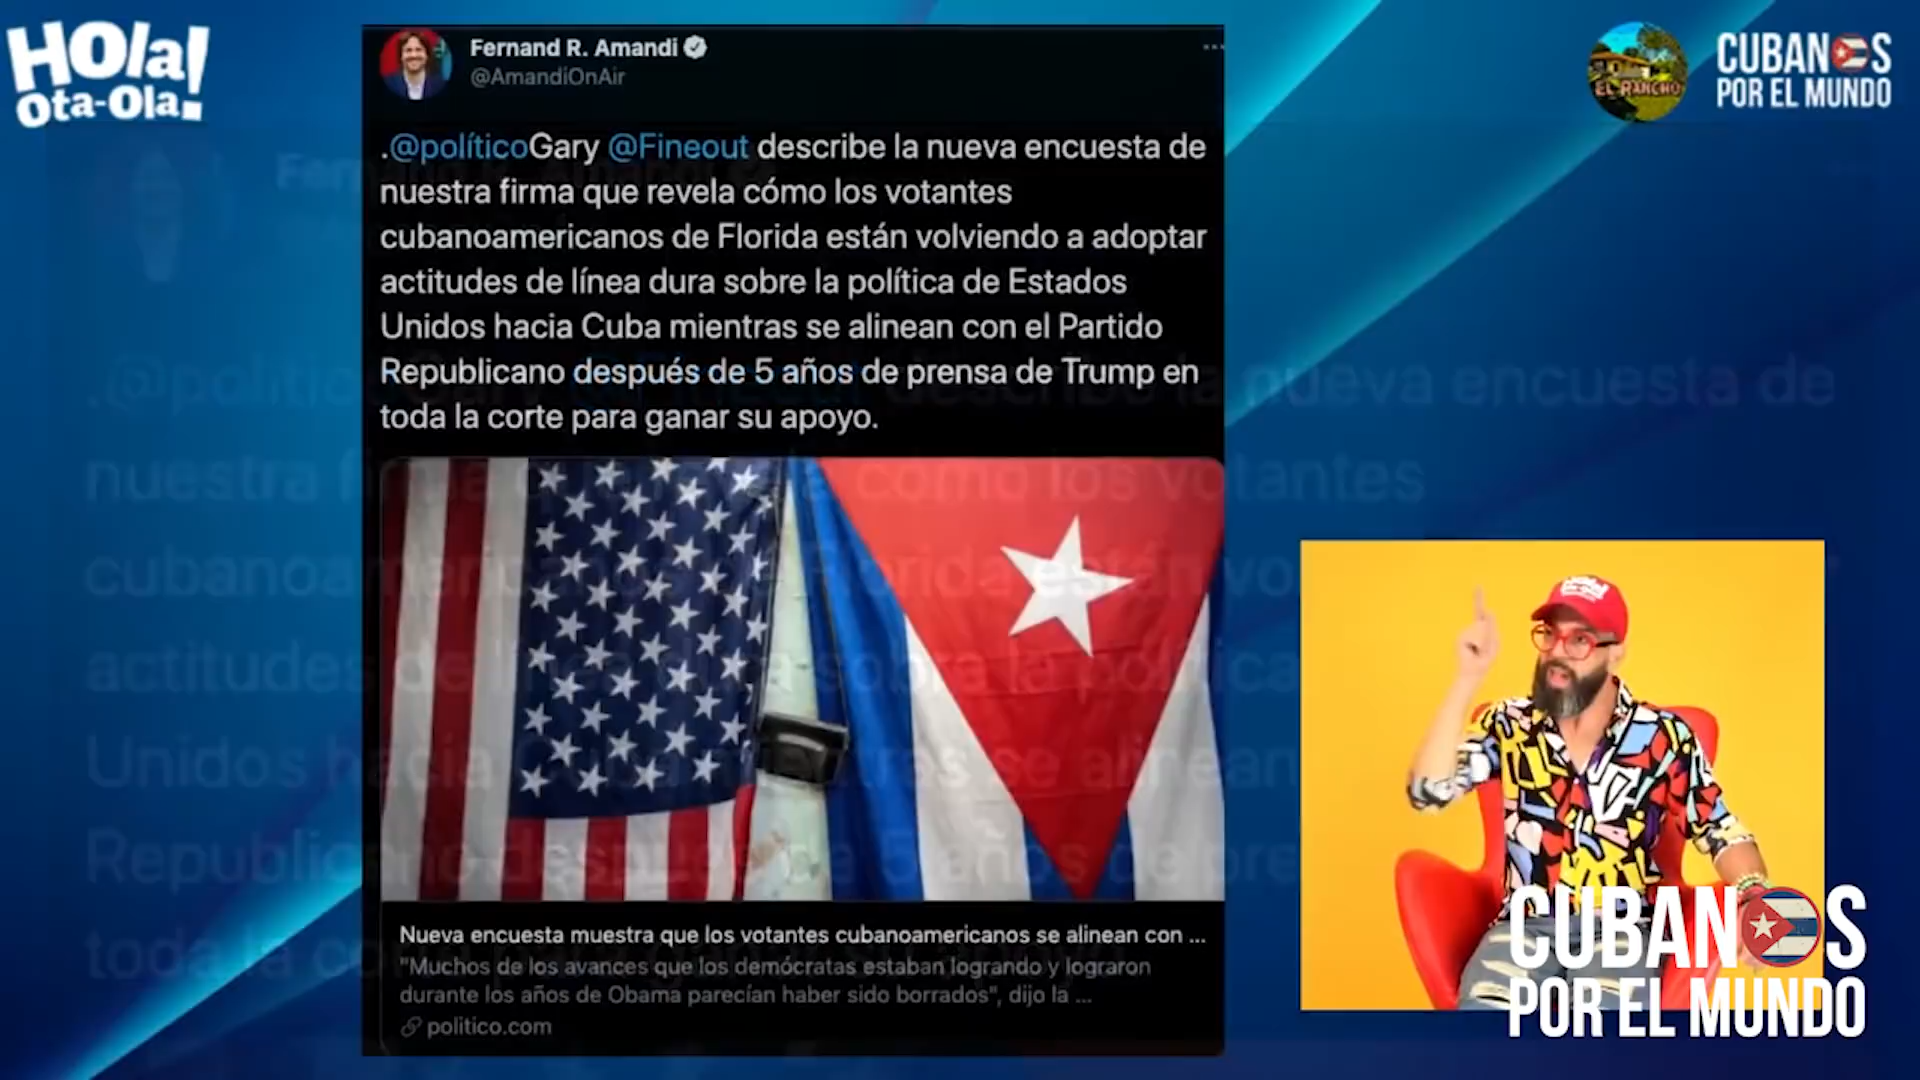 HOla!
Ota-Ola!
EL RANCHO
CUBANOS
POR EL MUNDO
Fernand R. Amandi
@AmandiOnAir
.@políticoGary @Fineout describe la nueva encuesta de
nuestra firma que revela cómo los votantes
cubanoamericanos de Florida están volviendo a adoptar
actitudes de línea dura sobre la política de Estados
Unidos hacia Cuba mientras se alinean con el Partido
Republicano después de 5 años de prensa de Trump en
toda la corte para ganar su apoyo.
Nueva encuesta muestra que los votantes cubanoamericanos se alinean con ...
"Muchos de los avances que los demócratas estaban logrando y lograron
durante los años de Obama parecían haber sido borrados", dijo la ...
politico.com
CUBANOS
POR EL MUNDO